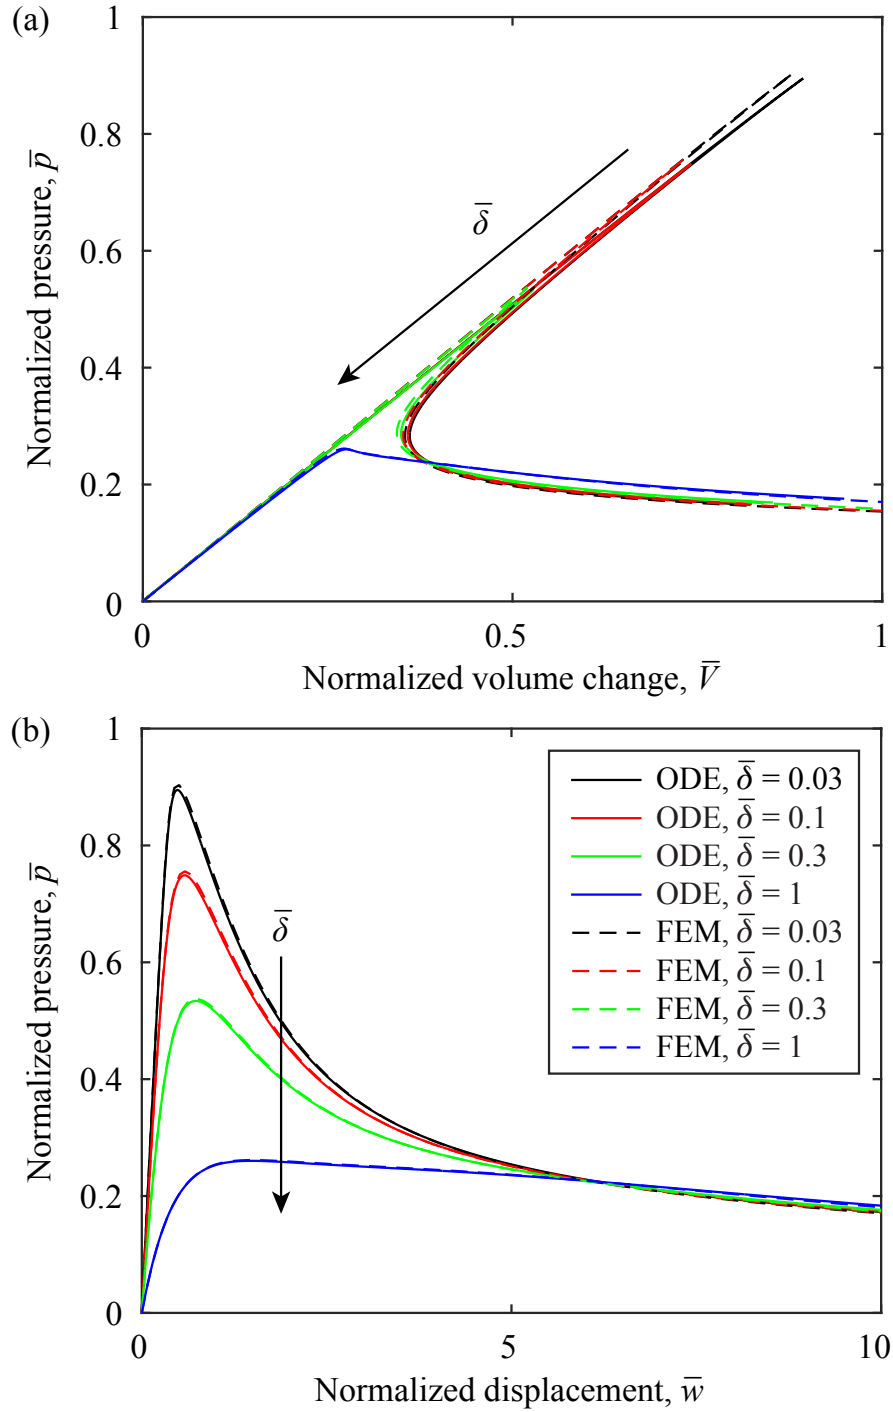 (a)
1
0.8
0.6
0.4
0.2
0
Normalized pressure, p̅
δ̅
0
0.5
1
Normalized volume change, V̅
(b)
1
0.8
0.6
0.4
0.2
0
Normalized pressure, p̅
δ̅
ODE, δ̅ = 0.03
ODE, δ̅ = 0.1
ODE, δ̅ = 0.3
ODE, δ̅ = 1
FEM, δ̅ = 0.03
FEM, δ̅ = 0.1
FEM, δ̅ = 0.3
FEM, δ̅ = 1
0
5
10
Normalized displacement, w̅